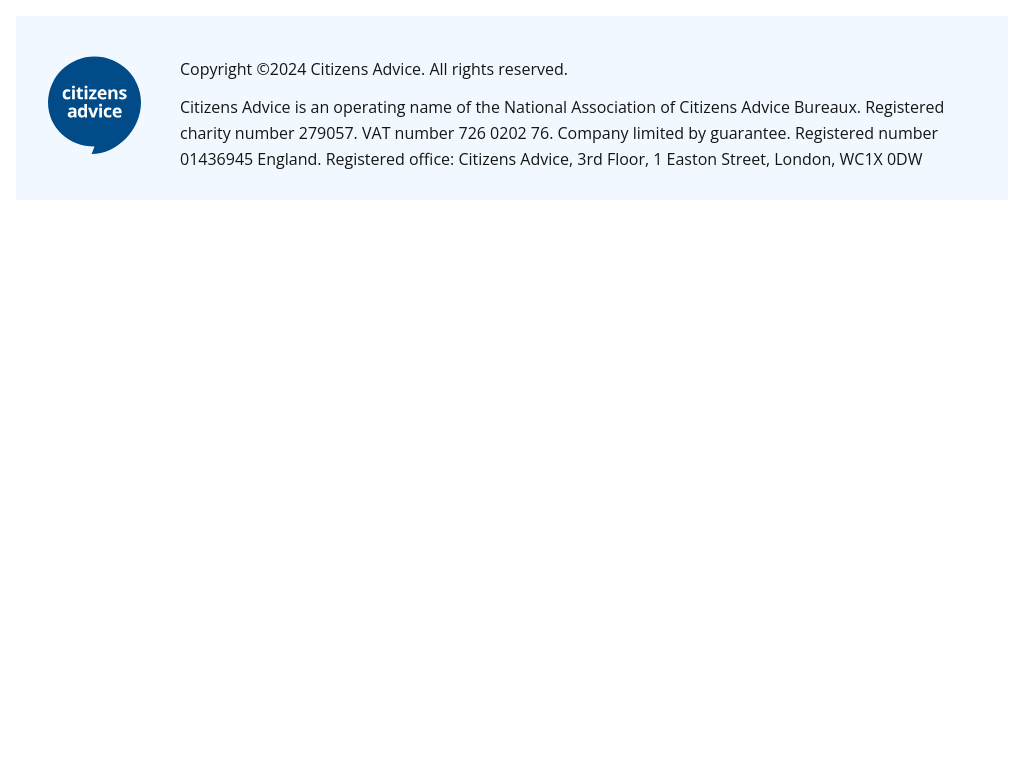 citizens
advice
Copyright ©2024 Citizens Advice. All rights reserved.
Citizens Advice is an operating name of the National Association of Citizens Advice Bureaux. Registered
charity number 279057. VAT number 726 0202 76. Company limited by guarantee. Registered number
01436945 England. Registered office: Citizens Advice, 3rd Floor, 1 Easton Street, London, WC1X 0DW